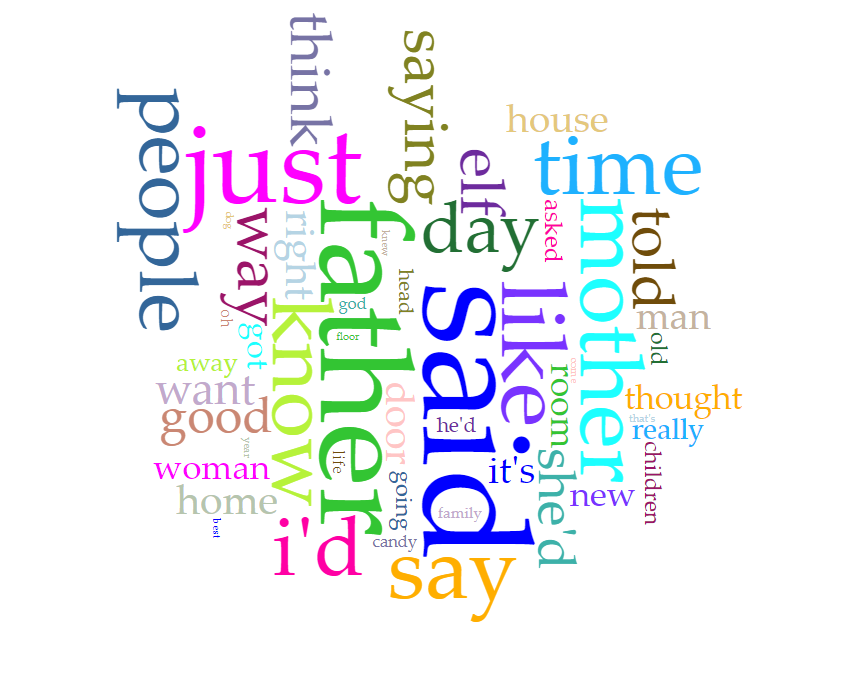 think
saying
people
just
house
time
elf
father
day
mother
asked
told
way
right
dog
knew
head
god
oh
got
know
floor
said
like
man
old
away
want
good
door
room
come
thought
that's
really
he'd
year
life
woman
it's
she'd
children
home
going
new
family
best
candy
i'd
say